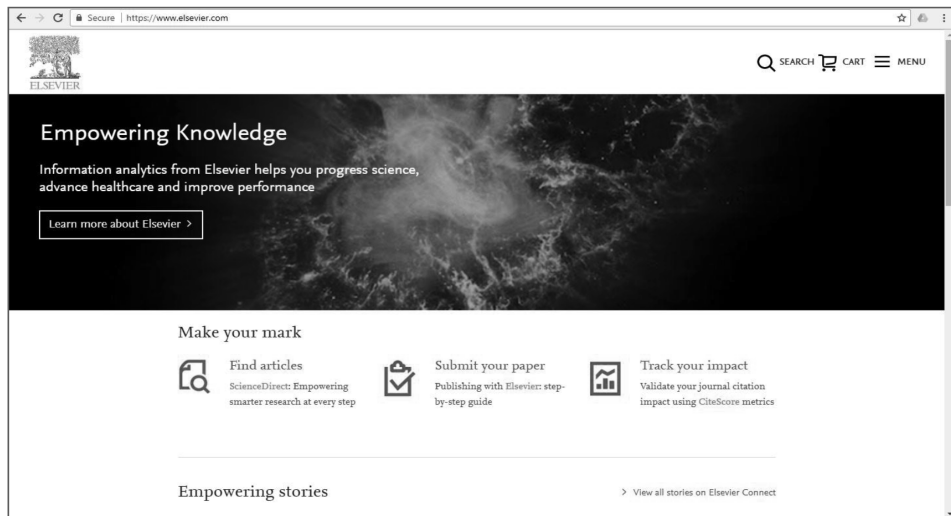 Secure | https://www.elsevier.com
ELSEVIER
SEARCH CART MENU
Empowering Knowledge
Information analytics from Elsevier helps you progress science,
advance healthcare and improve performance
Learn more about Elsevier >
Make your mark
Find articles
ScienceDirect: Empowering
smarter research at every step
Submit your paper
Publishing with Elsevier: step-
by-step guide
Track your impact
Validate your journal citation
impact using CiteScore metrics
Empowering stories
> View all stories on Elsevier Connect